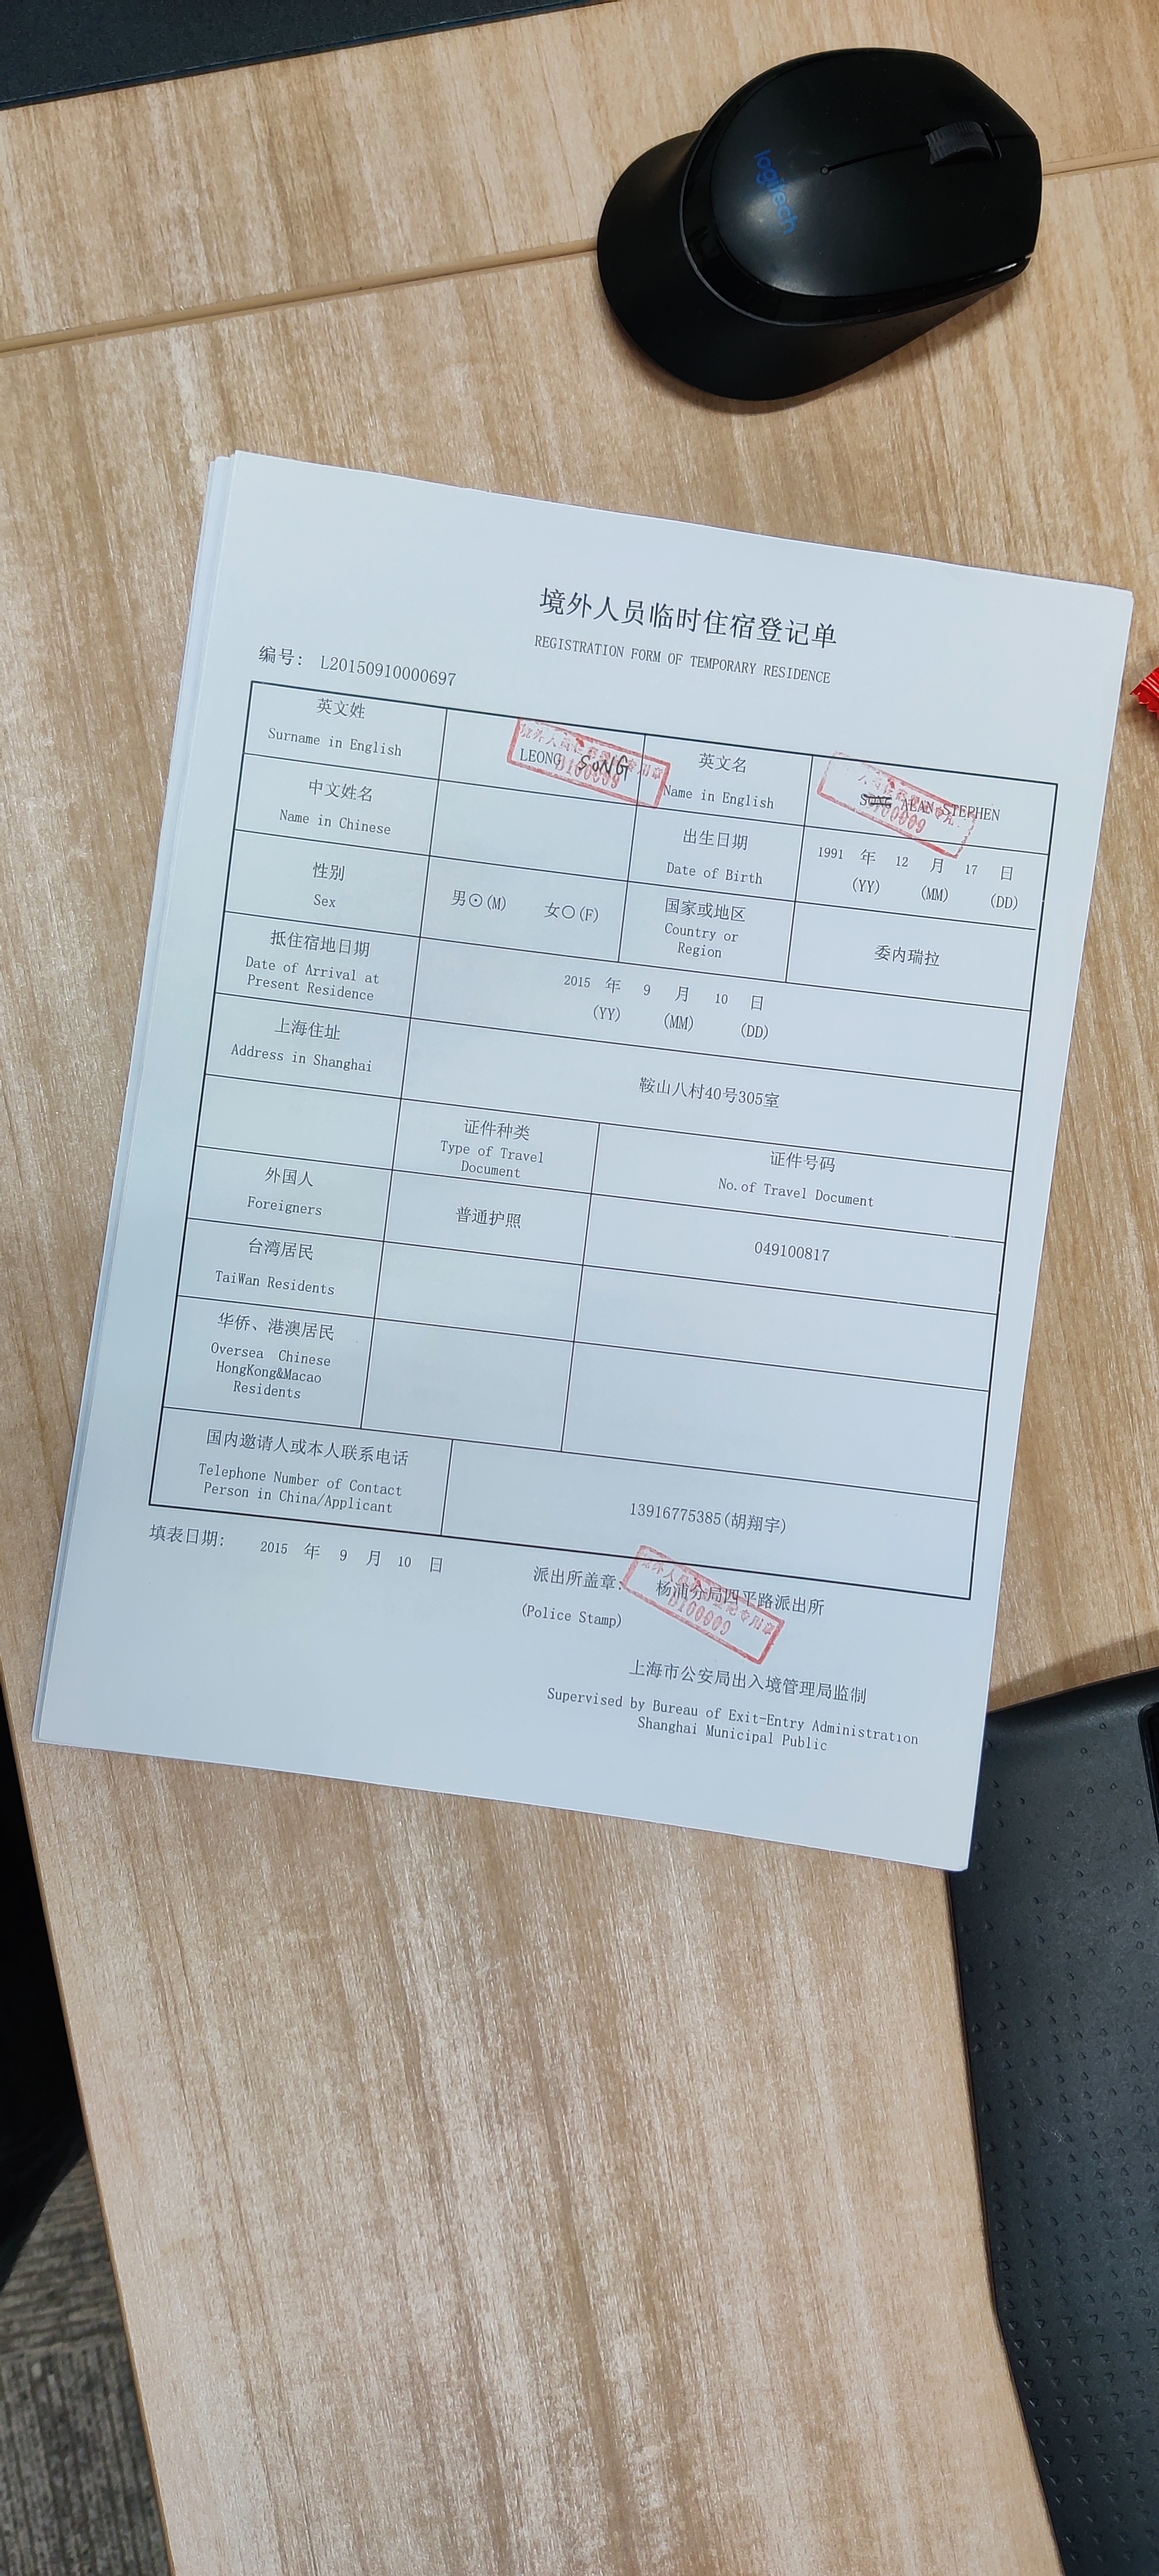 logitech
境外人员临时住宿登记单
REGISTRATION FORM OF TEMPORARY RESIDENCE
编号: L20150910000697
英文姓
Surname in English
LEONG SONG
英文名
Name in English
ALAN STEPHEN
中文姓名
Name in Chinese
出生日期
Date of Birth
1991 年 12 月 17 日
(YY) (MM) (DD)
性别
Sex
男⊙(M) 女○(F)
国家或地区
Country or
Region
委内瑞拉
抵住宿地日期
Date of Arrival at
Present Residence
2015 年 9 月 10 日
(YY) (MM) (DD)
上海住址
Address in Shanghai
鞍山八村40号305室
证件种类
Type of Travel
Document
证件号码
No.of Travel Document
外国人
Foreigners
普通护照
049100817
台湾居民
TaiWan Residents
华侨、港澳居民
Oversea Chinese
HongKong&Macao
Residents
国内邀请人或本人联系电话
Telephone Number of Contact
Person in China/Applicant
13916775385(胡翔宇)
填表日期: 2015 年 9 月 10 日
派出所盖章: 杨浦分局四平路派出所
(Police Stamp)
上海市公安局出入境管理局监制
Supervised by Bureau of Exit-Entry Administration
Shanghai Municipal Public